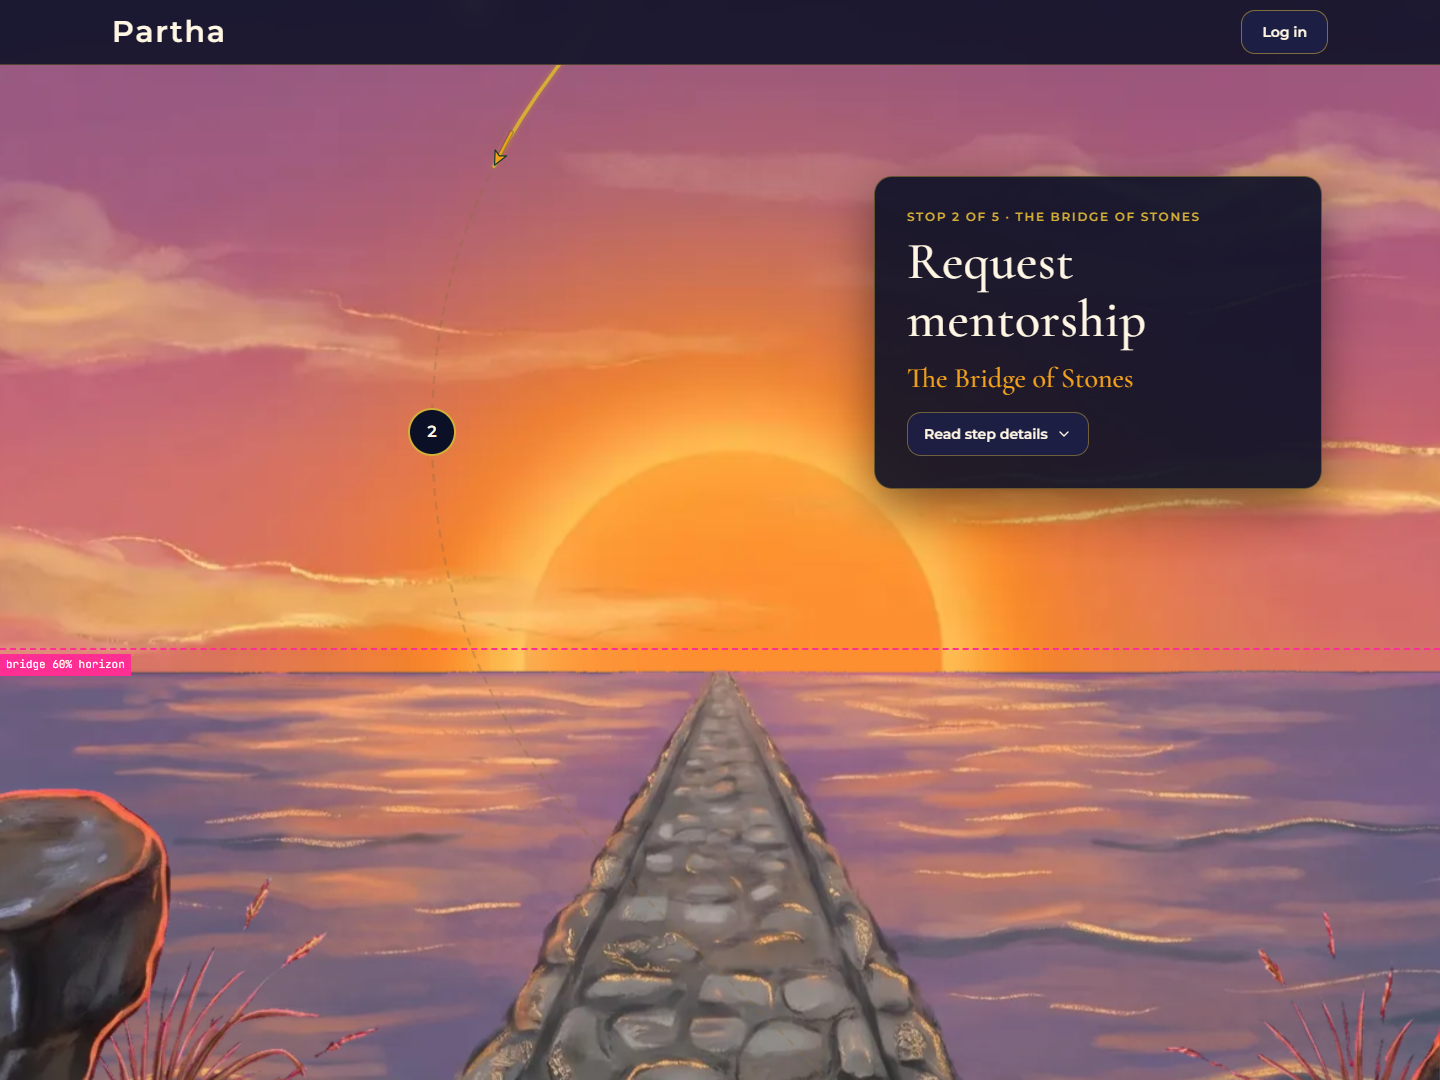 Partha
Log in
STOP 2 OF 5 · THE BRIDGE OF STONES
Request
mentorship
The Bridge of Stones
Read step details
2
bridge 60% horizon